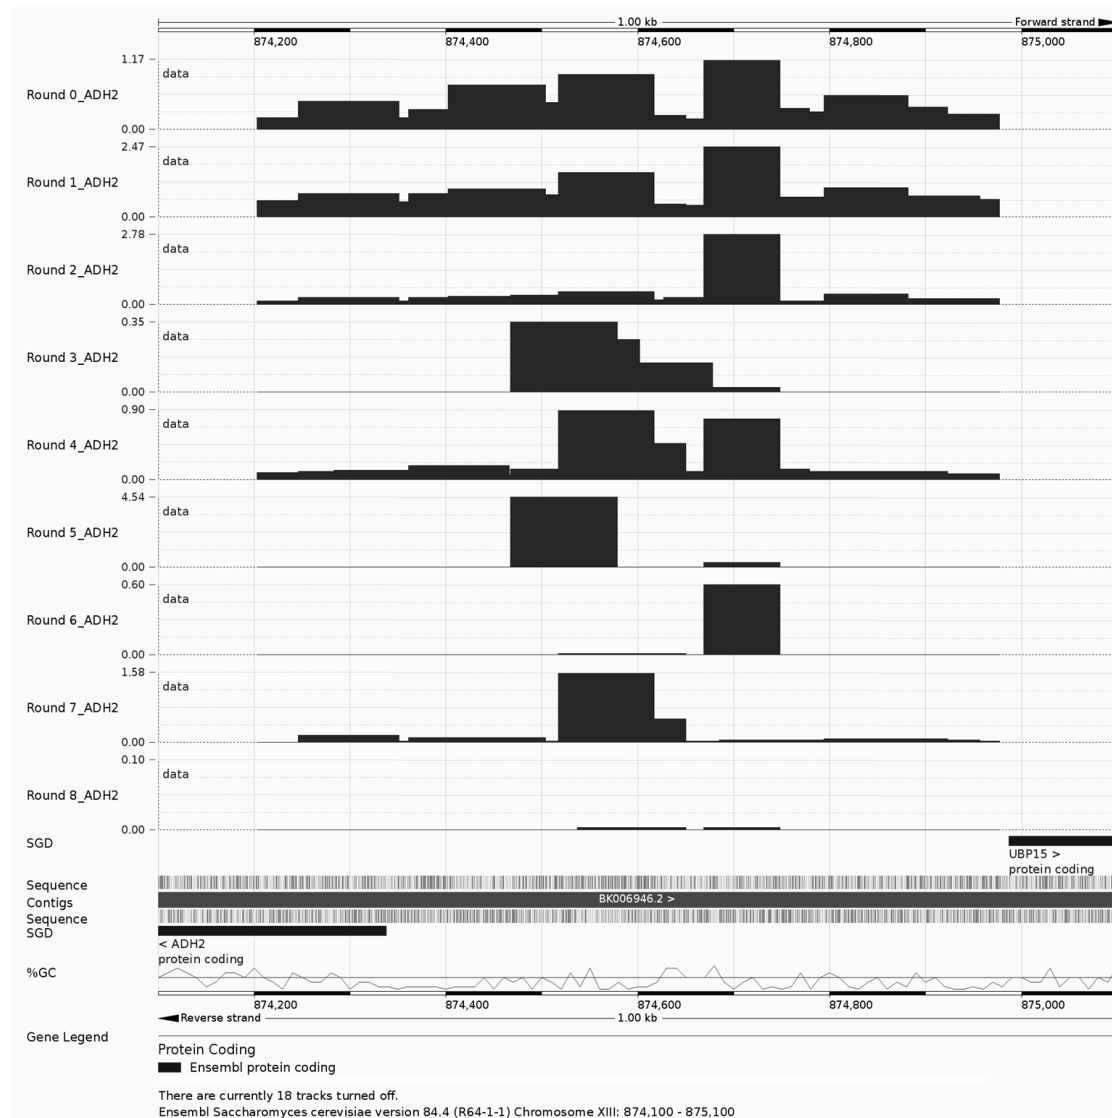 1.00 kb Forward strand
874,200 874,400 874,600 874,800 875,000
1.17
data
Round 0_ADH2
0.00
2.47
data
Round 1_ADH2
0.00
2.78
data
Round 2_ADH2
0.00
0.35
data
Round 3_ADH2
0.00
0.90
data
Round 4_ADH2
0.00
4.54
data
Round 5_ADH2
0.00
0.60
data
Round 6_ADH2
0.00
1.58
data
Round 7_ADH2
0.00
0.10
data
Round 8_ADH2
0.00
SGD
UBP15 >
protein coding
Sequence
Contigs BK006946.2 >
Sequence
SGD
< ADH2
protein coding
%GC
874,200 874,400 874,600 874,800 875,000
Reverse strand 1.00 kb
Gene Legend
Protein Coding
Ensembl protein coding
There are currently 18 tracks turned off.
Ensembl Saccharomyces cerevisiae version 84.4 (R64-1-1) Chromosome XIII: 874,100 - 875,100